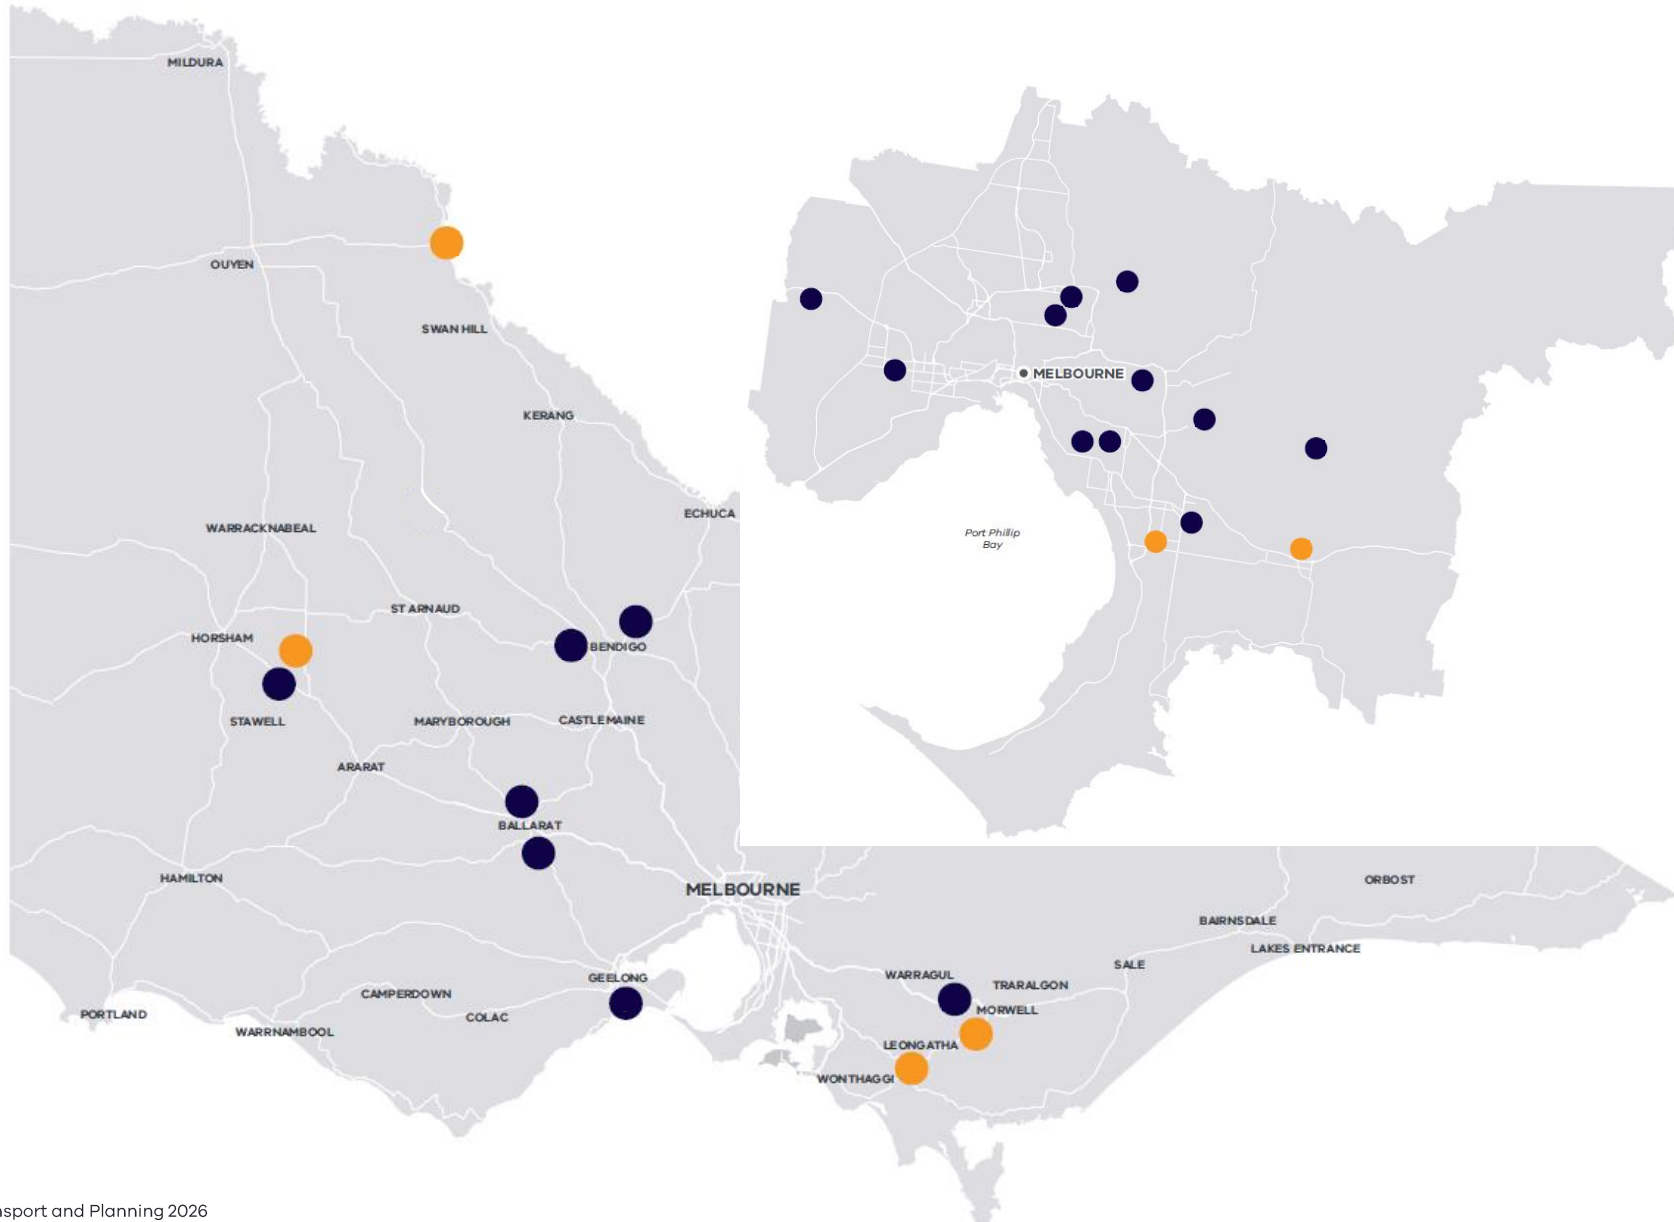 MILDURA
OUYEN
SWAN HILL
KERANG
MELBOURNE
ECHUCA
WARRACKNABEAL
Port Phillip
Bay
ST ARNAUD
HORSHAM
BENDIGO
STAWELL
MARYBOROUGH
CASTLEMAINE
ARARAT
BALLARAT
HAMILTON
MELBOURNE
ORBOST
BAIRNSDALE
LAKES ENTRANCE
SALE
WARRAGUL
GEELONG
TRARALGON
CAMPERDOWN
MORWELL
PORTLAND
COLAC
WARRNAMBOOL
LEONGATHA
WONTHAGGI
nsport and Planning 2026